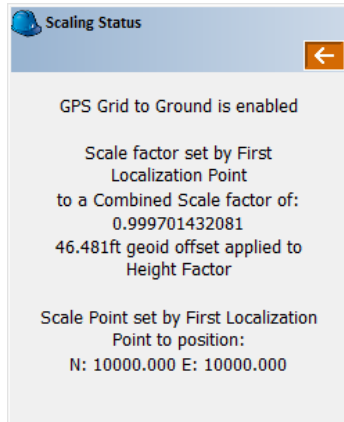 Scaling Status
GPS Grid to Ground is enabled
Scale factor set by First
Localization Point
to a Combined Scale factor of:
0.999701432081
46.481ft geoid offset applied to
Height Factor
Scale Point set by First Localization
Point to position:
N: 10000.000 E: 10000.000